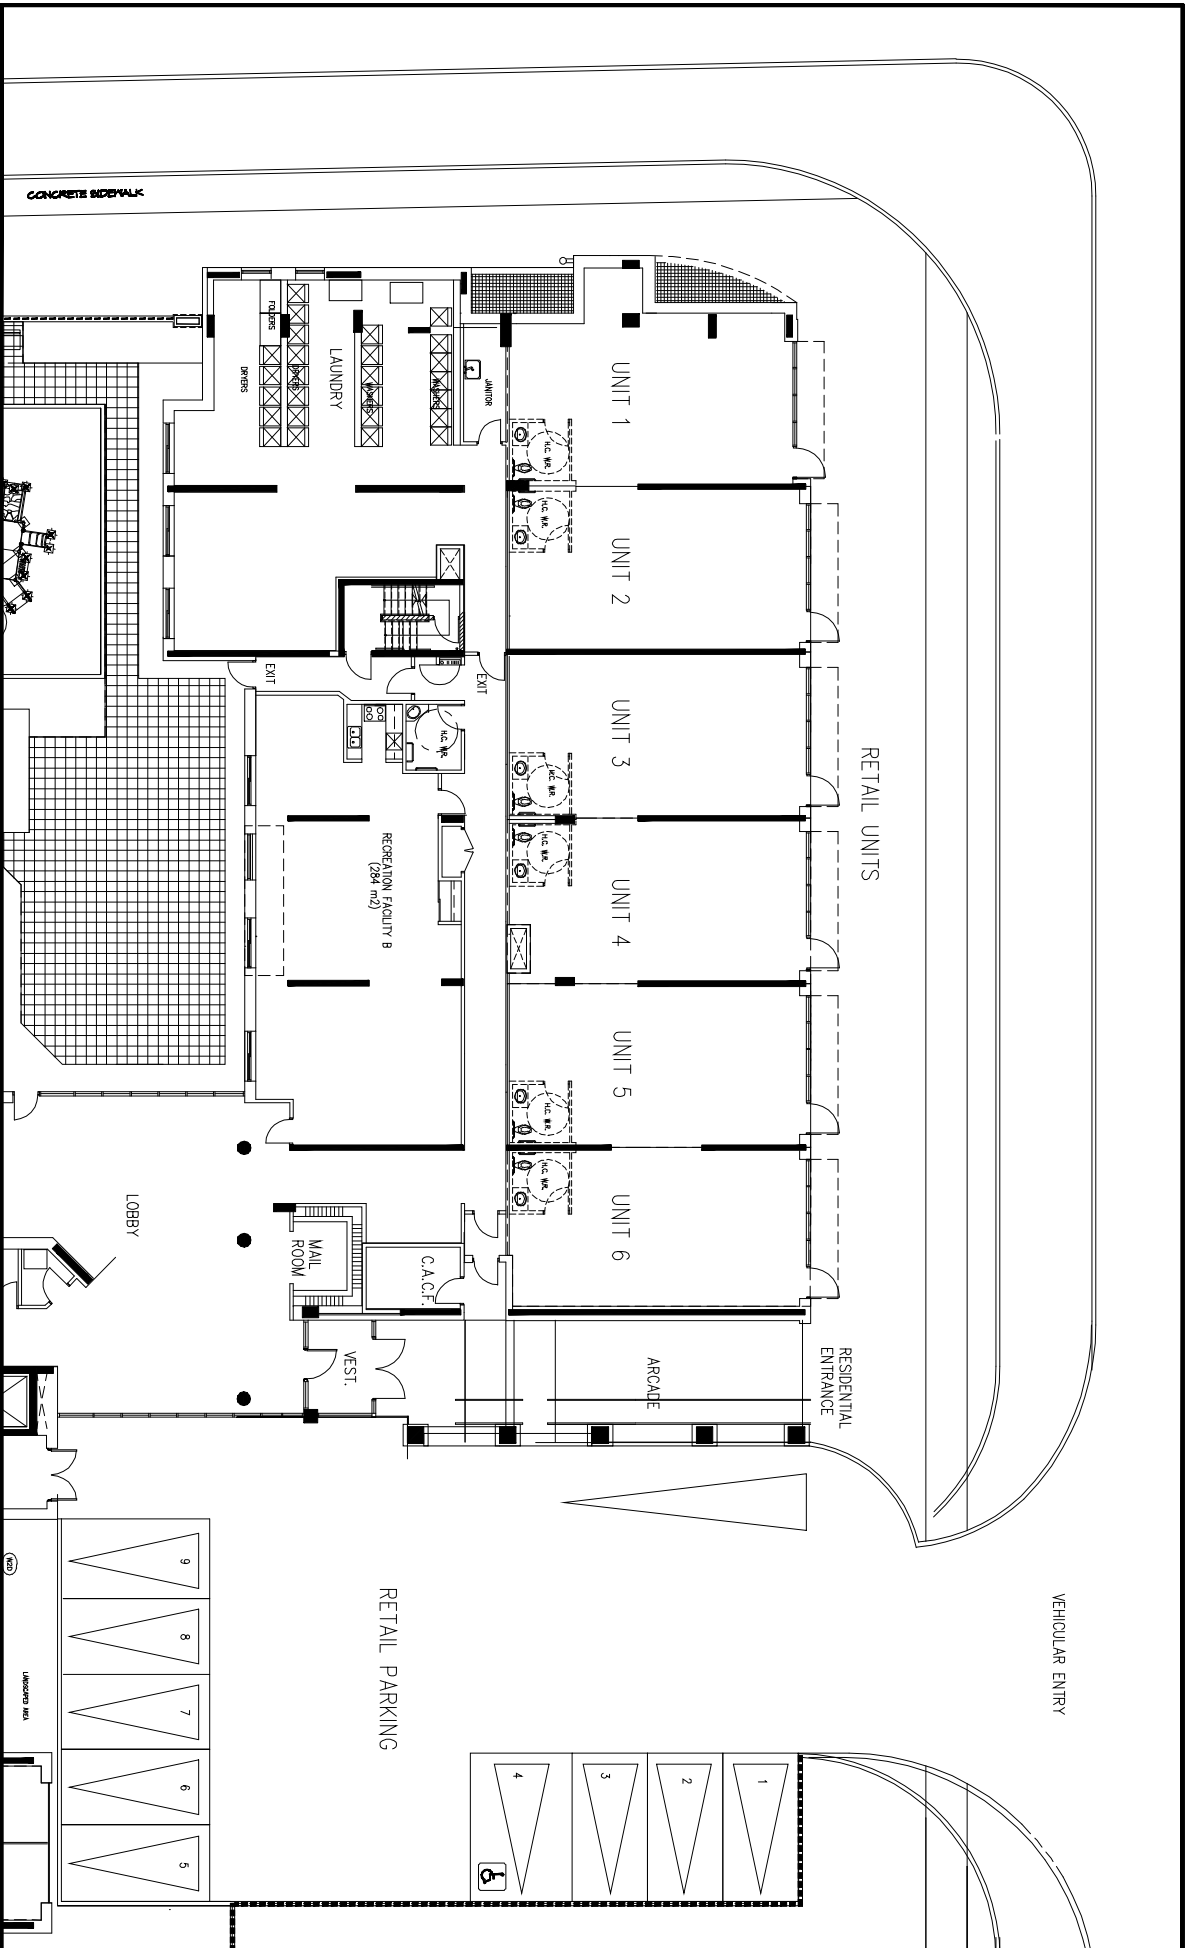 CONCRETE SIDEWALK
FOLDERS
DRYERS
DRYERS
LAUNDRY
WASHERS
WASHERS
JANITOR
UNIT 1
H.C. W.R.
H.C. W.R.
UNIT 2
EXIT
EXIT
UNIT 3
H.C. W.R.
H.C. W.R.
RETAIL UNITS
RECREATION FACILITY B
(284 m2)
H.C. W.R.
UNIT 4
UNIT 5
H.C. W.R.
H.C. W.R.
UNIT 6
LOBBY
MAIL
ROOM
C.A.C.F.
VEST.
ARCADE
RESIDENTIAL
ENTRANCE
9
8
7
6
5
RETAIL PARKING
4
3
2
1
VEHICULAR ENTRY
LANDSCAPED AREA